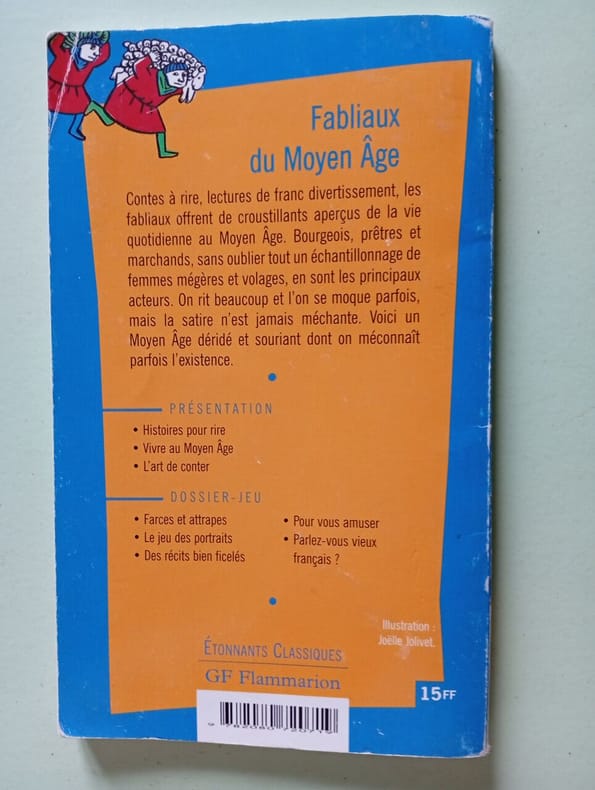 Fabliaux
du Moyen Âge
Contes à rire, lectures de franc divertissement, les
fabliaux offrent de croustillants aperçus de la vie
quotidienne au Moyen Âge. Bourgeois, prêtres et
marchands, sans oublier tout un échantillonnage de
femmes mégères et volages, en sont les principaux
acteurs. On rit beaucoup et l'on se moque parfois,
mais la satire n'est jamais méchante. Voici un
Moyen Âge déridé et souriant dont on méconnaît
parfois l'existence.
PRÉSENTATION
• Histoires pour rire
• Vivre au Moyen Âge
• L'art de conter
DOSSIER-JEU
• Farces et attrapes
• Le jeu des portraits
• Des récits bien ficelés
• Pour vous amuser
• Parlez-vous vieux
français ?
Illustration :
Joëlle Jolivet.
ÉTONNANTS CLASSIQUES
GF Flammarion
15FF
9 782080 720719